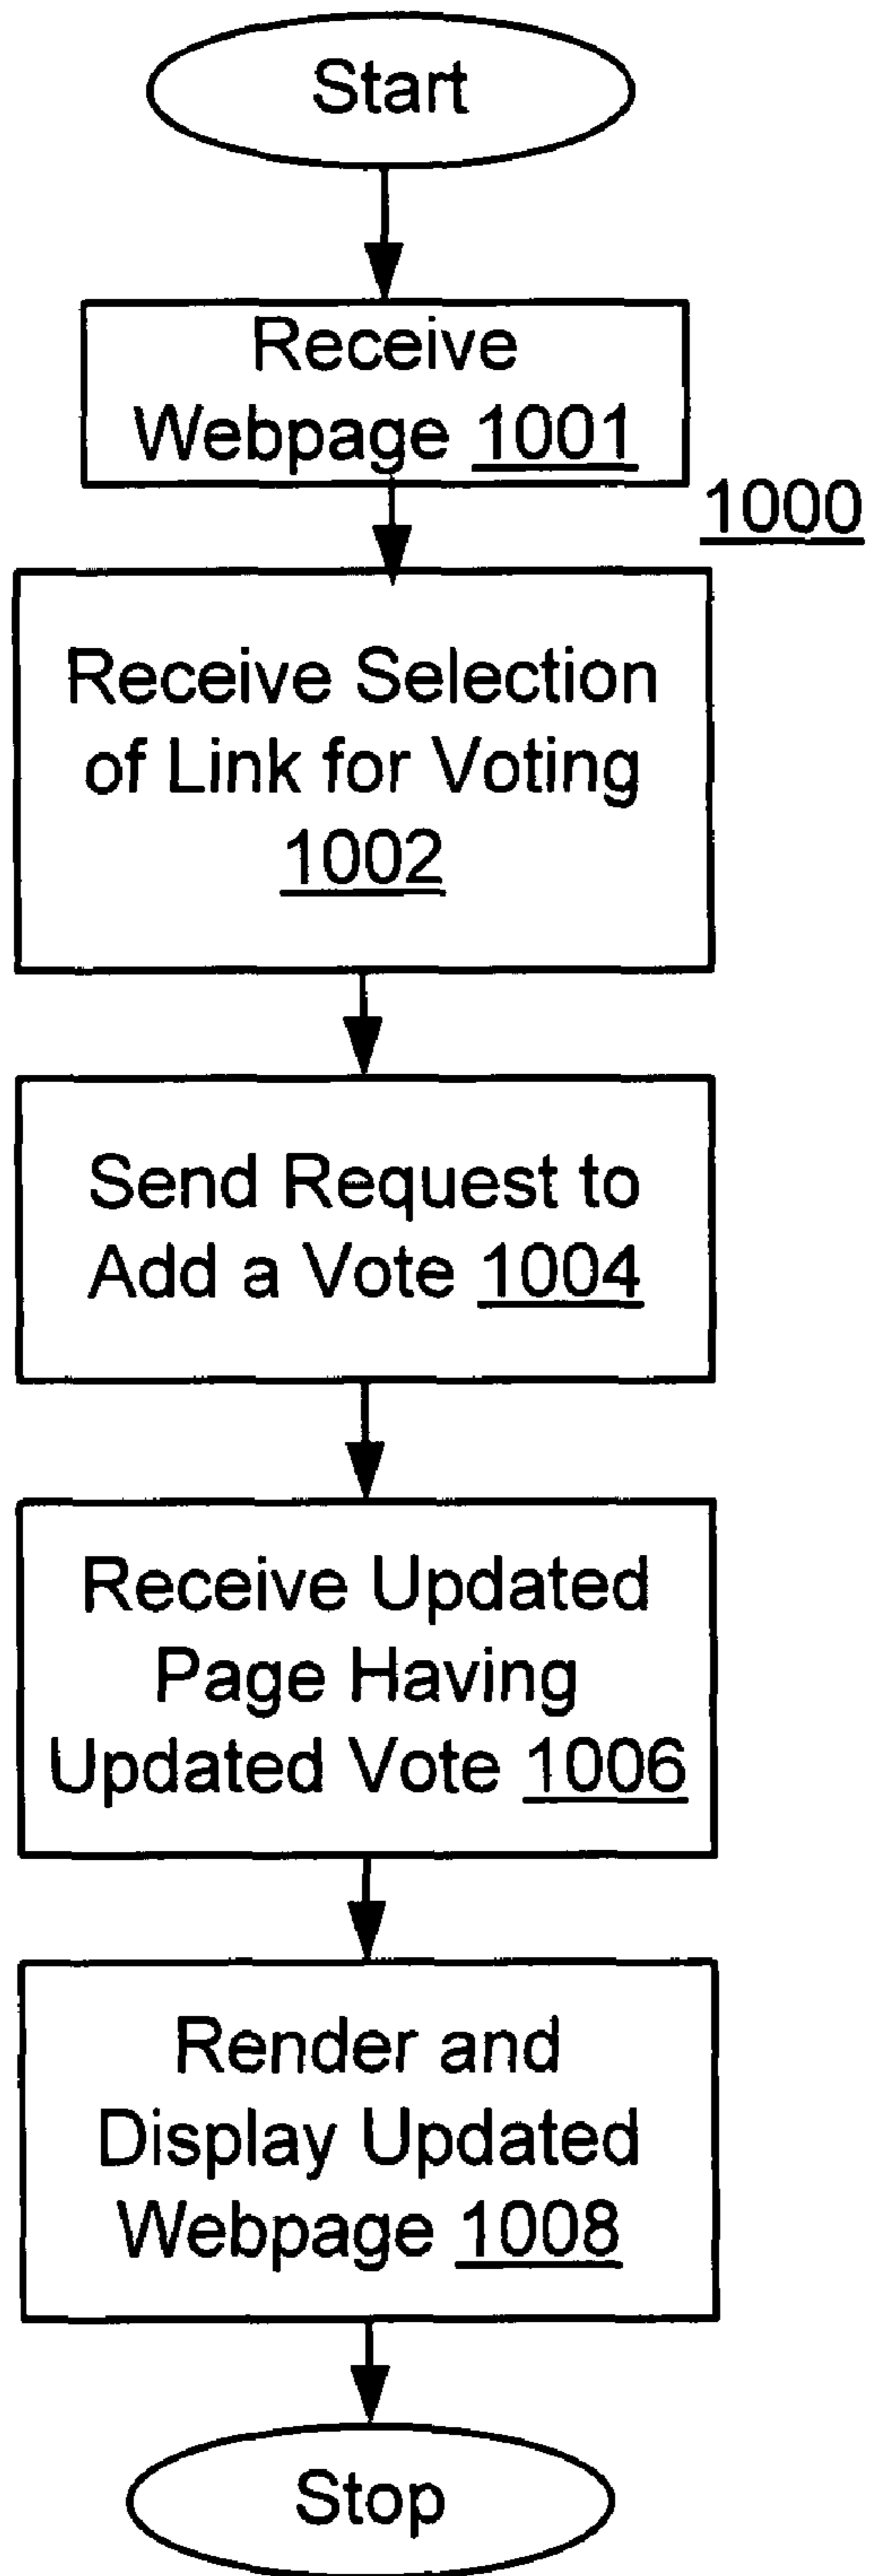 Start
Receive
Webpage 1001
1000
Receive Selection
of Link for Voting
1002
Send Request to
Add a Vote 1004
Receive Updated
Page Having
Updated Vote 1006
Render and
Display Updated
Webpage 1008
Stop